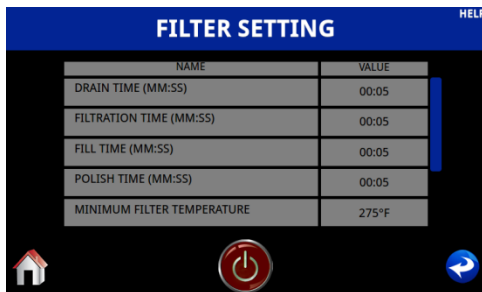 HELP
FILTER SETTING
NAME VALUE
DRAIN TIME (MM:SS) 00:05
FILTRATION TIME (MM:SS) 00:05
FILL TIME (MM:SS) 00:05
POLISH TIME (MM:SS) 00:05
MINIMUM FILTER TEMPERATURE 275°F